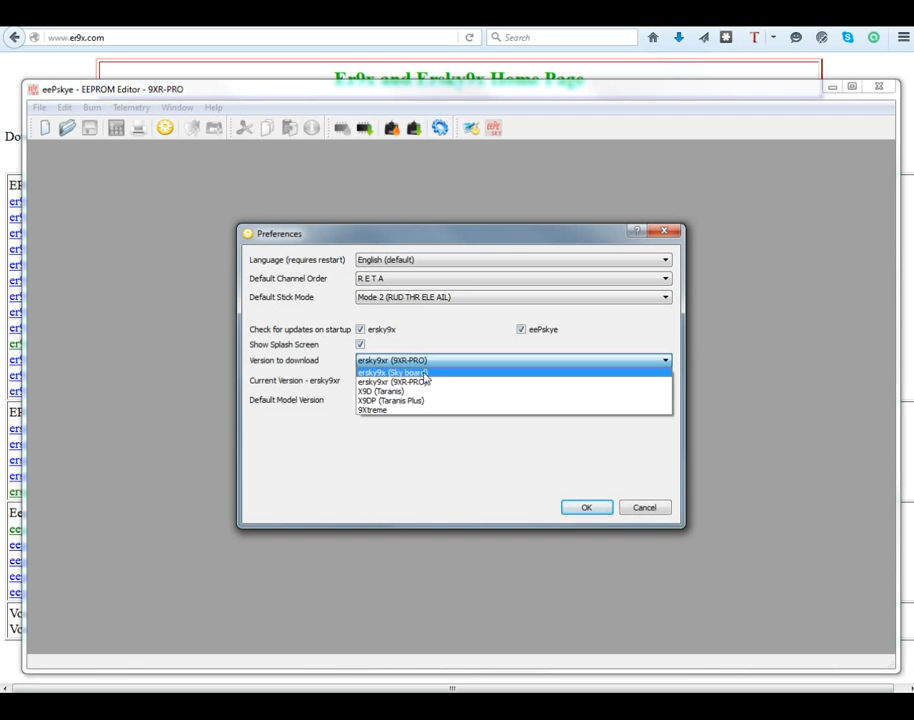 www.er9x.com
Search
Er9x and Ersky9x Home Page
eePskye - EEPROM Editor - 9XR-PRO
File Edit Burn Telemetry Window Help
Preferences
Language (requires restart) English (default)
Default Channel Order R E T A
Default Stick Mode Mode 2 (RUD THR ELE AIL)
Check for updates on startup ersky9x eePskye
Show Splash Screen
Version to download ersky9xr (9XR-PRO)
ersky9x (Sky board)
Current Version - ersky9xr ersky9xr (9XR-PRO)
X9D (Taranis)
Default Model Version X9DP (Taranis Plus)
9Xtreme
OK Cancel